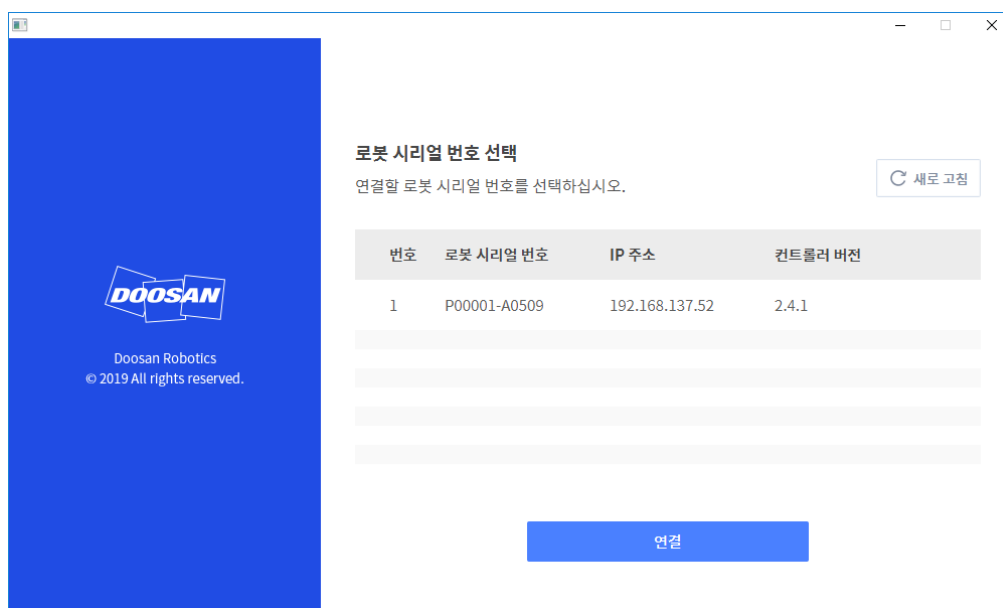 로봇 시리얼 번호 선택
연결할 로봇 시리얼 번호를 선택하십시오.
새로 고침
번호 로봇 시리얼 번호 IP 주소 컨트롤러 버전
1 P00001-A0509 192.168.137.52 2.4.1
연결
DOOSAN
Doosan Robotics
© 2019 All rights reserved.